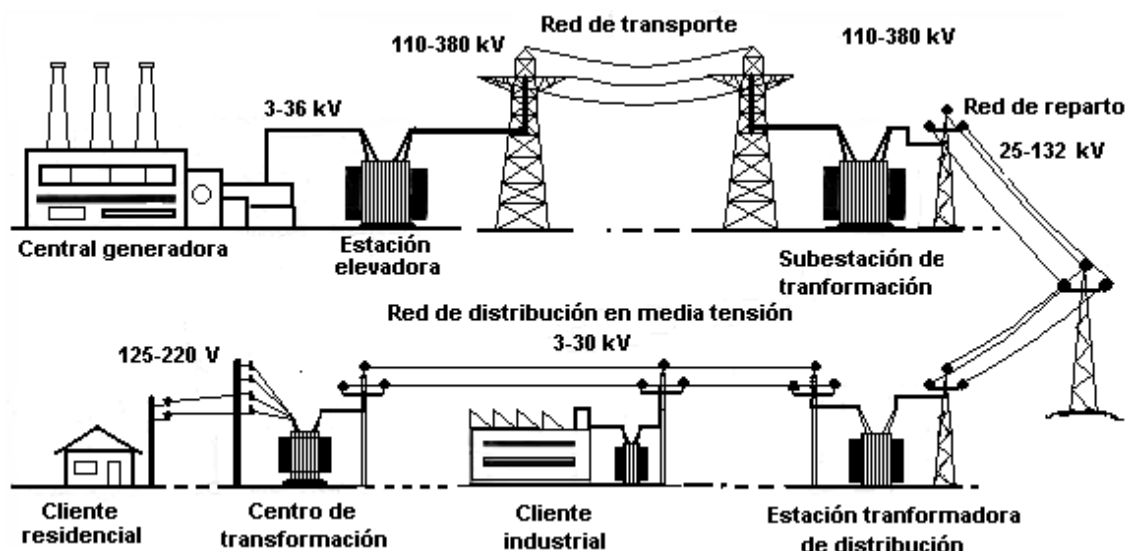 Red de transporte
110-380 kV
110-380 kV
3-36 kV
Red de reparto
25-132 kV
Central generadora
Estación
elevadora
Subestación de
tranformación
Red de distribución en media tensión
3-30 kV
125-220 V
Cliente
residencial
Centro de
transformación
Cliente
industrial
Estación tranformadora
de distribución